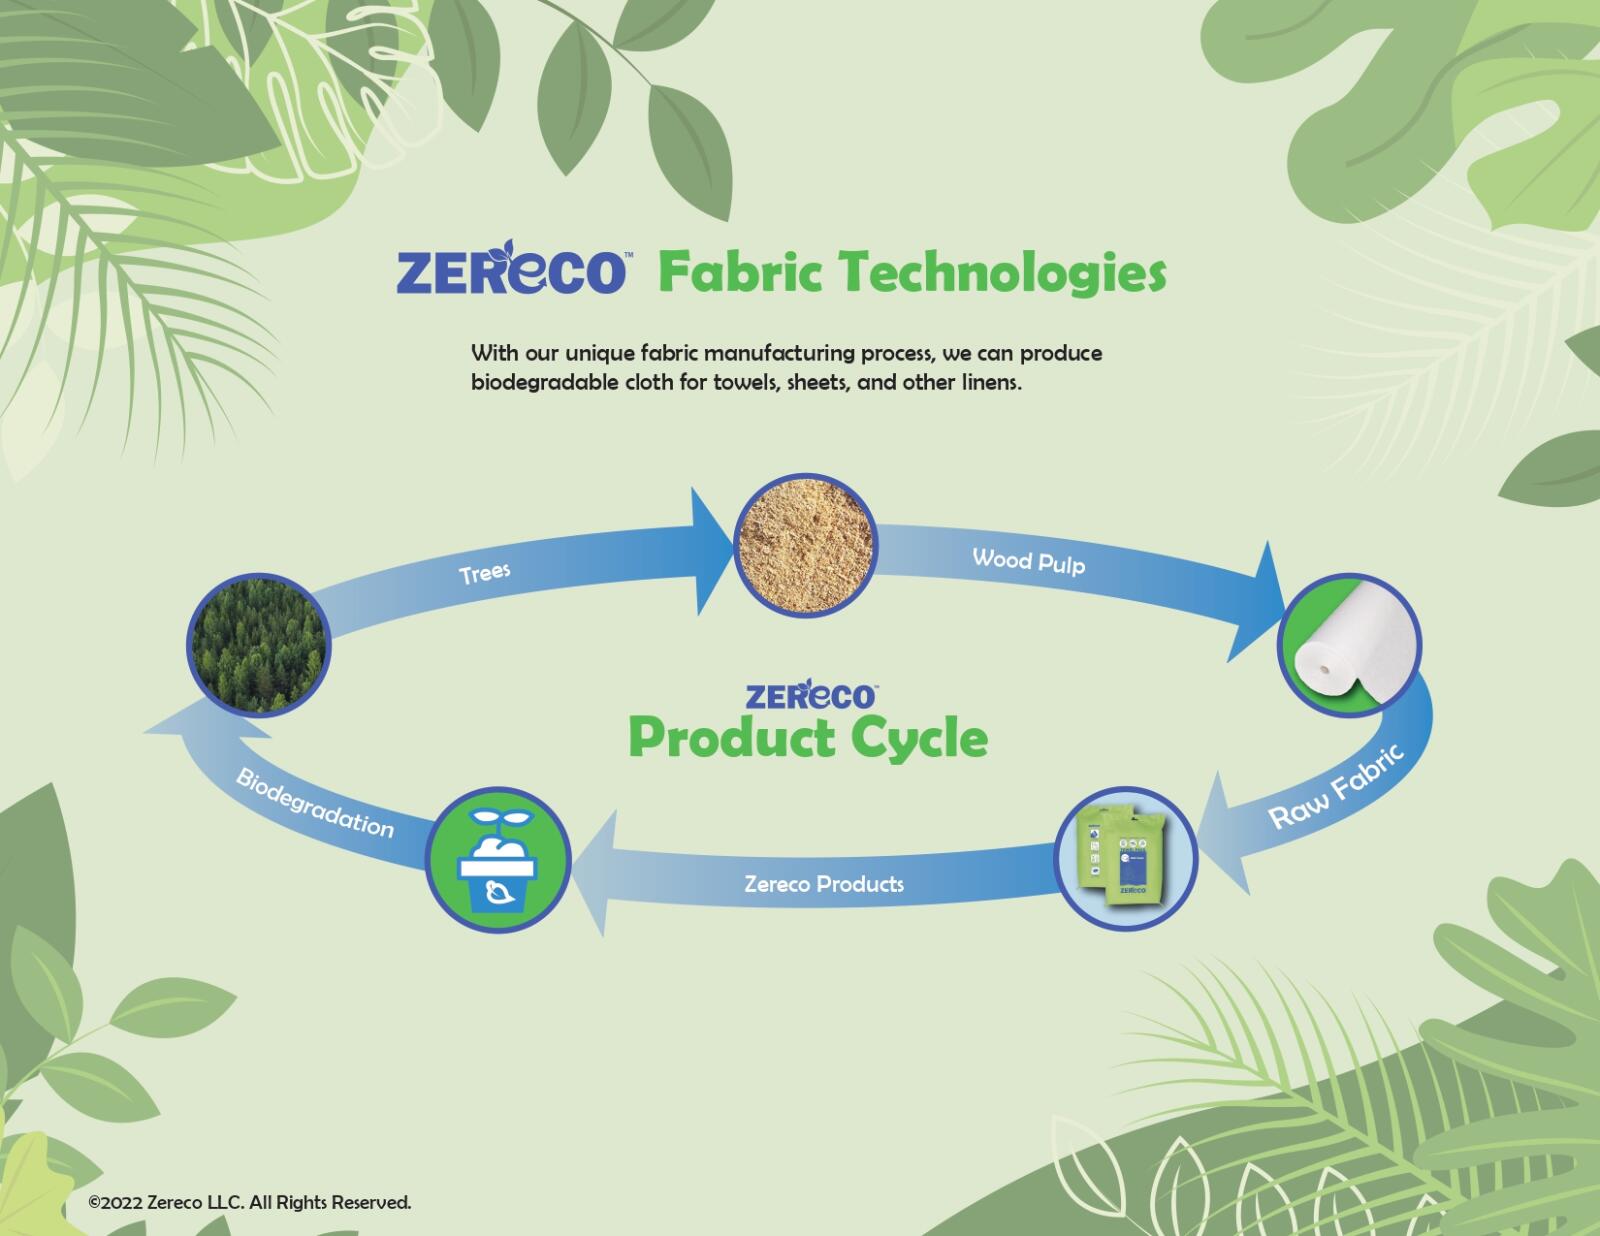 ZEReCO™ Fabric Technologies
With our unique fabric manufacturing process, we can produce
biodegradable cloth for towels, sheets, and other linens.
Trees
Wood Pulp
ZEReCO™
Product Cycle
Raw Fabric
Biodegradation
Zereco Products
ZEReCO
©2022 Zereco LLC. All Rights Reserved.